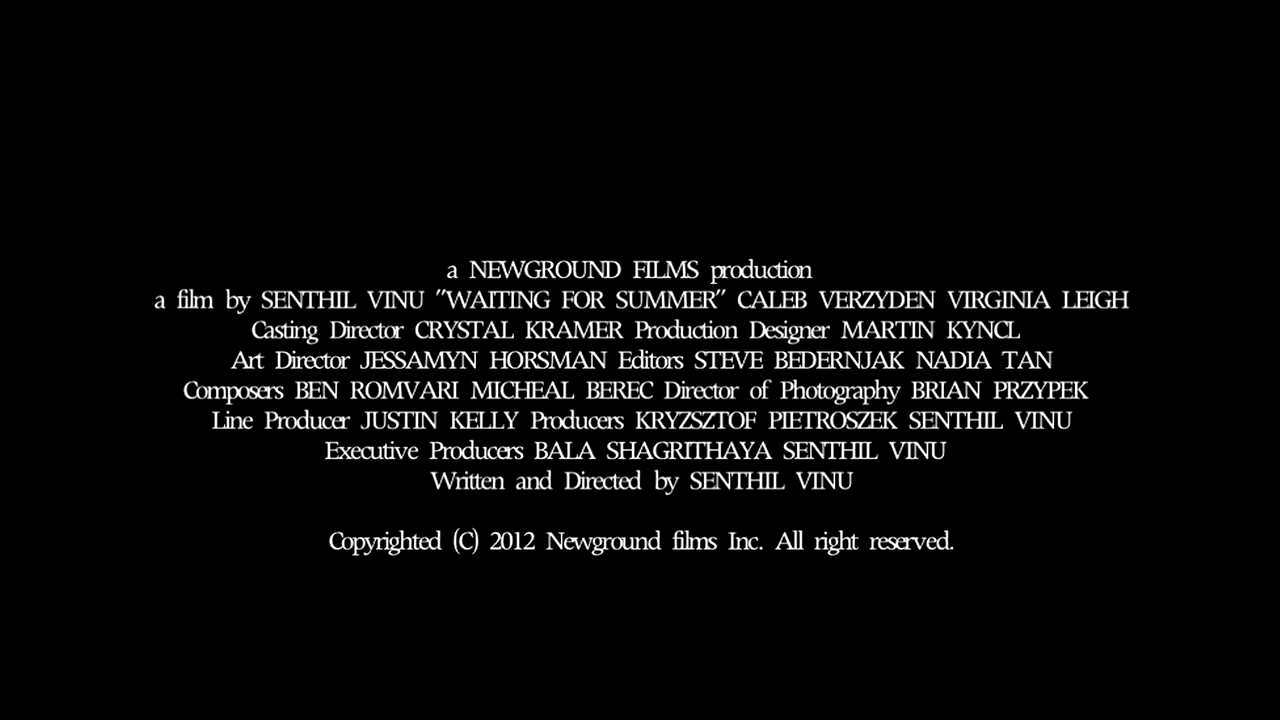 a NEWGROUND FILMS production
a film by SENTHIL VINU "WAITING FOR SUMMER" CALEB VERZYDEN VIRGINIA LEIGH
Casting Director CRYSTAL KRAMER Production Designer MARTIN KYNCL
Art Director JESSAMYN HORSMAN Editors STEVE BEDERNJAK NADIA TAN
Composers BEN ROMVARI MICHEAL BEREC Director of Photography BRIAN PRZYPEK
Line Producer JUSTIN KELLY Producers KRYZSZTOF PIETROSZEK SENTHIL VINU
Executive Producers BALA SHAGRITHAYA SENTHIL VINU
Written and Directed by SENTHIL VINU
Copyrighted (C) 2012 Newground films Inc. All right reserved.